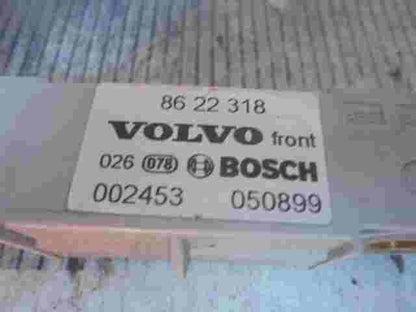 86 22 318
VOLVO front
026 078 BOSCH
002453 050899